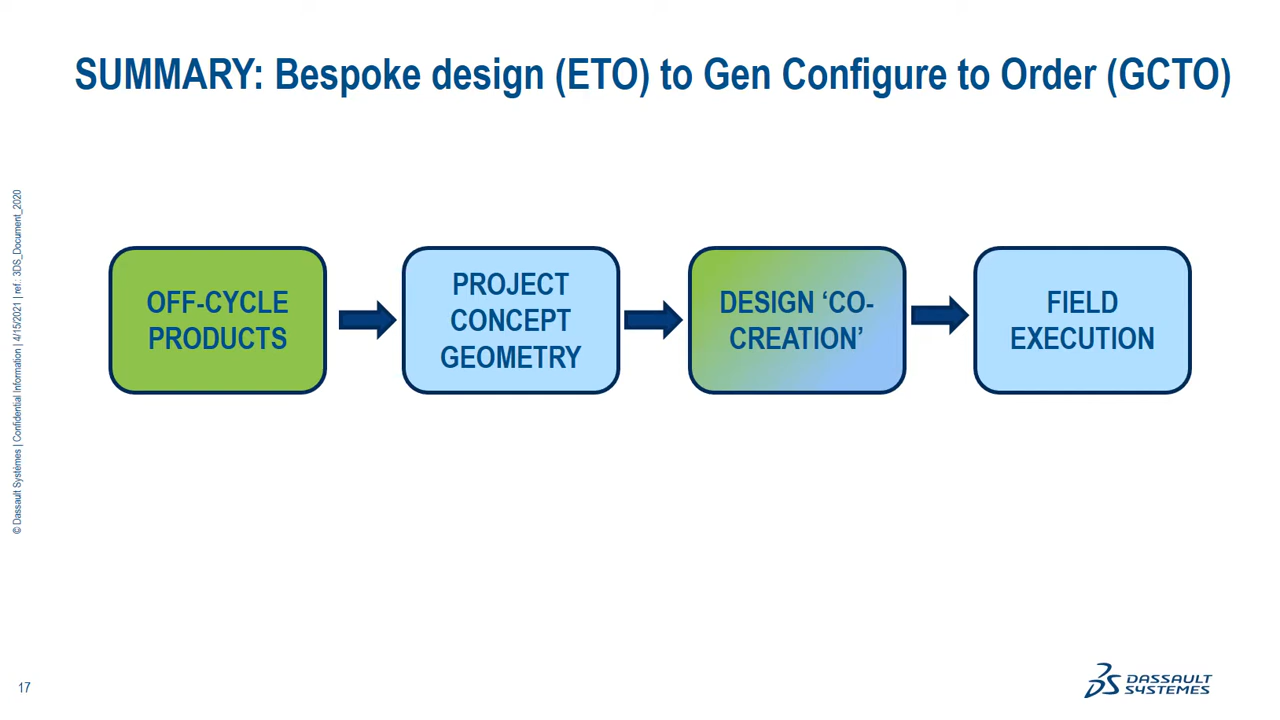 SUMMARY: Bespoke design (ETO) to Gen Configure to Order (GCTO)
OFF-CYCLE
PRODUCTS
PROJECT
CONCEPT
GEOMETRY
DESIGN ‘CO-
CREATION’
FIELD
EXECUTION
© Dassault Systèmes | Confidential Information | 4/15/2021 | ref.: 3DS_Document_2020
17
DASSAULT
SYSTEMES